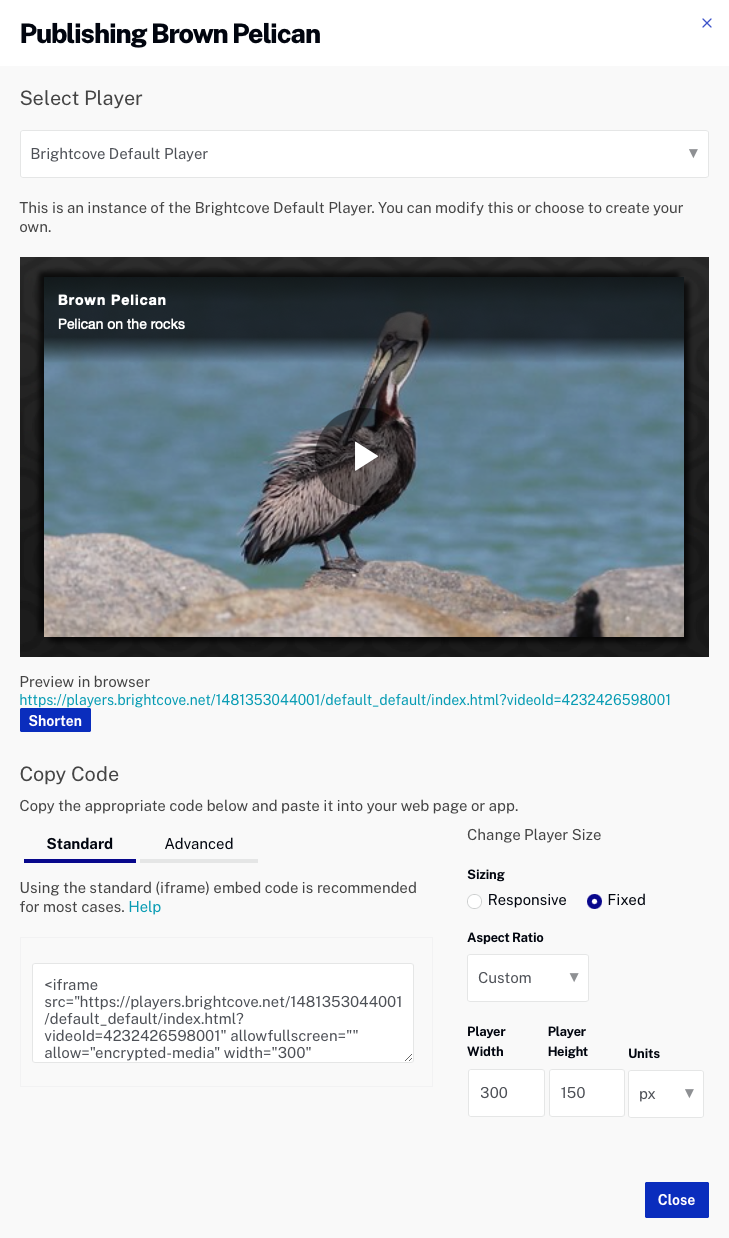 Publishing Brown Pelican
Select Player
Brightcove Default Player
This is an instance of the Brightcove Default Player. You can modify this or choose to create your
own.
Brown Pelican
Pelican on the rocks
Preview in browser
https://players.brightcove.net/1481353044001/default_default/index.html?videoId=4232426598001
Shorten
Copy Code
Copy the appropriate code below and paste it into your web page or app.
Standard Advanced
Using the standard (iframe) embed code is recommended
for most cases. Help
<iframe
src="https://players.brightcove.net/1481353044001
/default_default/index.html?
videoId=4232426598001" allowfullscreen=""
allow="encrypted-media" width="300"
Change Player Size
Sizing
Responsive Fixed
Aspect Ratio
Custom
Player Width
Player Height
Units
300 150 px
Close